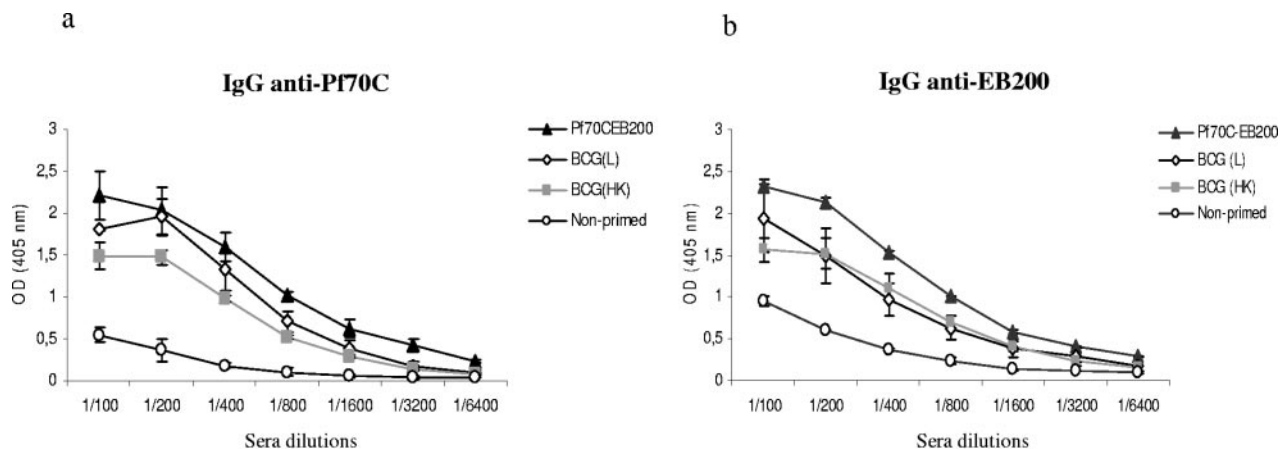 a
IgG anti-Pf70C
OD (405 nm)
3
2,5
2
1,5
1
0,5
0
1/100
1/200
1/400
1/800
1/1600
1/3200
1/6400
Sera dilutions
Pf70CEB200
BCG(L)
BCG(HK)
Non-primed
b
IgG anti-EB200
OD (405 nm)
3
2,5
2
1,5
1
0,5
0
1/100
1/200
1/400
1/800
1/1600
1/3200
1/6400
Sera dilutions
Pf70C-EB200
BCG (L)
BCG (HK)
Non-primed